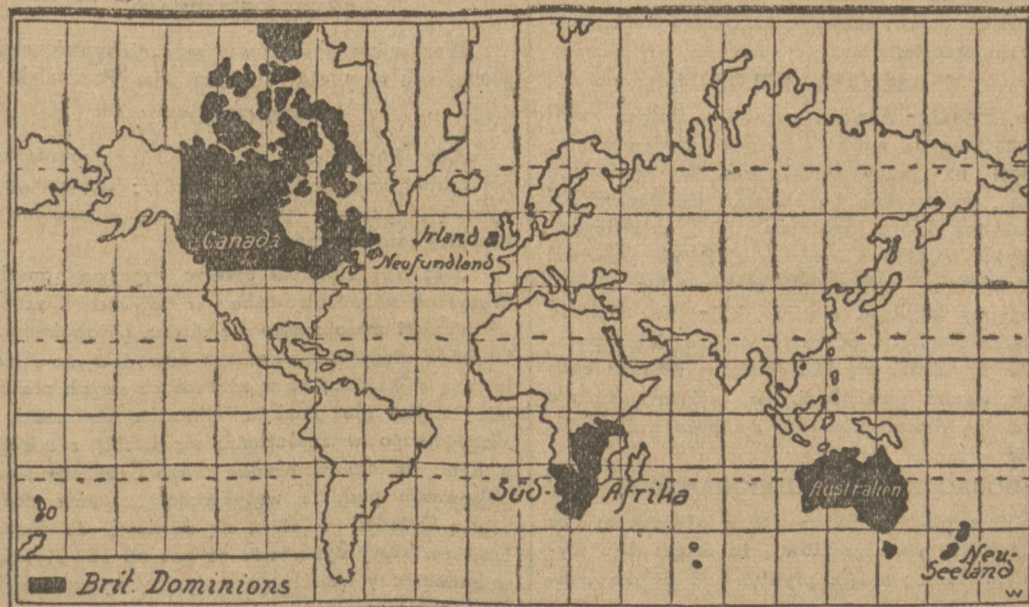 Canada
Irland
Neufundland
Süd-Afrika
Australien
Neu-
Seeland
Brit Dominions
W